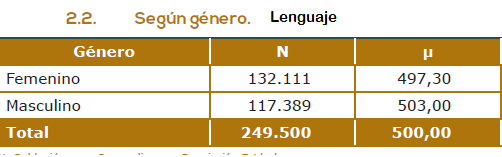 2.2. Según género. Lenguaje
Género N µ
Femenino 132.111 497,30
Masculino 117.389 503,00
Total 249.500 500,00